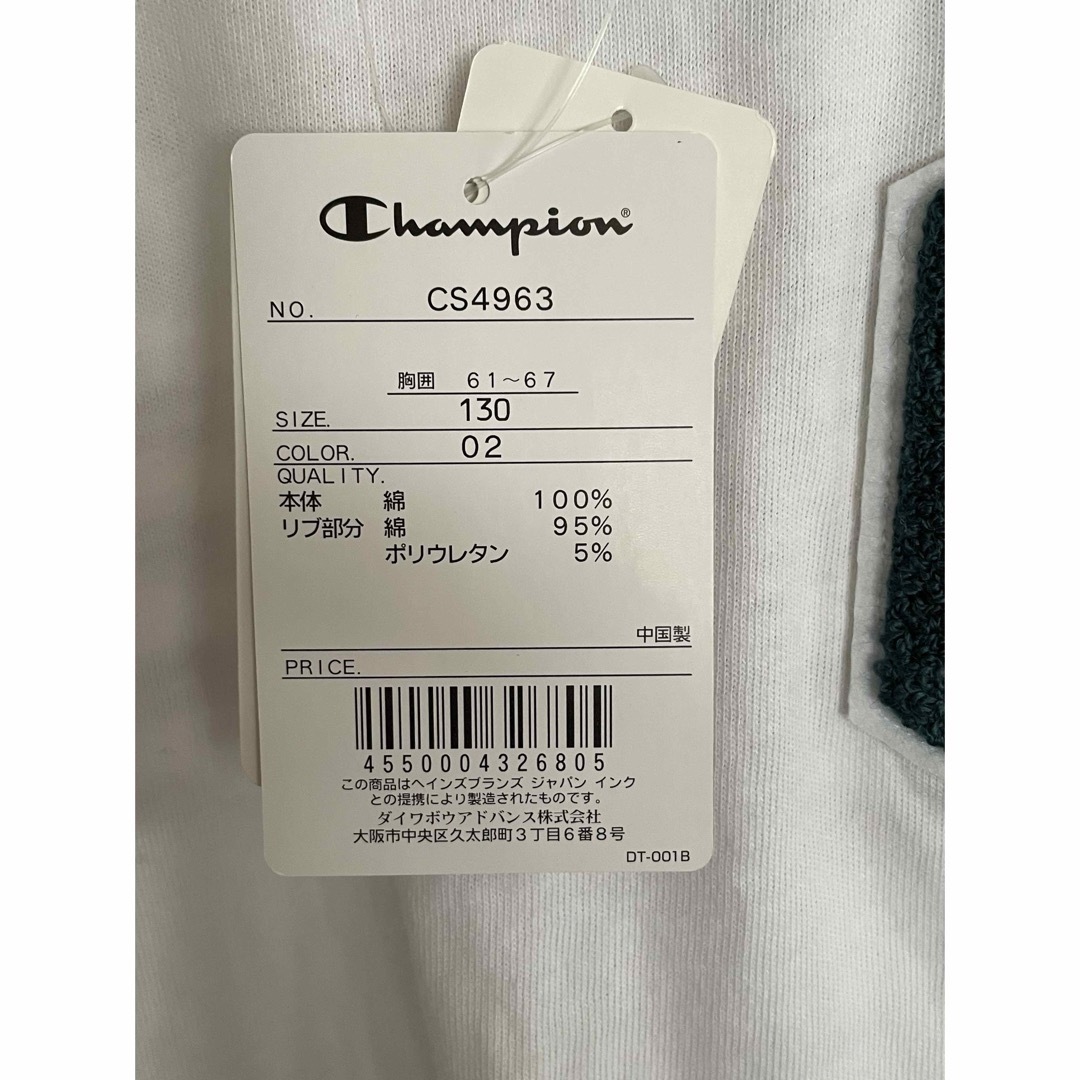 Champion®
NO. CS4963
胸囲 61～67
SIZE. 130
COLOR. 02
QUALITY.
本体 綿 100%
リブ部分 綿 95%
ポリウレタン 5%
中国製
PRICE.
4550004326805
この商品はヘインズブランズ ジャパン インク
との提携により製造されたものです。
ダイワボウアドバンス株式会社
大阪市中央区久太郎町3丁目6番8号
DT-001B